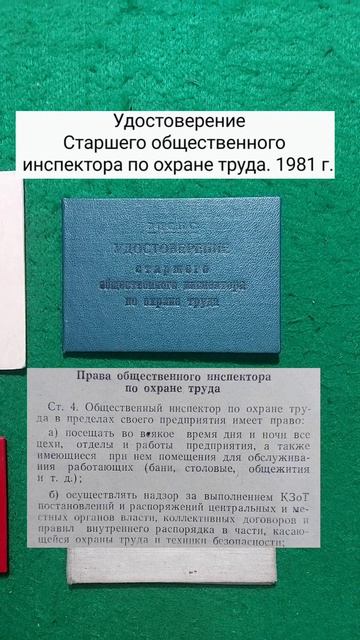 Удостоверение
Старшего общественного
инспектора по охране труда. 1981 г.
УДОСТОВЕРЕНИЕ
старшего
общественного инспектора
по охране труда
Права общественного инспектора
по охране труда
Ст. 4. Общественный инспектор по охране тру-
да в пределах своего предприятия имеет право:
а) посещать во всякое время дня и ночи все
цехи, отделы и работы предприятия, а также
имеющиеся при нем помещения для обслужива-
ния работающих (бани, столовые, общежития
и т. д.);
б) осуществлять надзор за выполнением КЗоТ
постановлений и распоряжений центральных и ме-
стных органов власти, коллективных договоров и
правил внутреннего распорядка в части, касаю-
щейся охраны труда и техники безопасности;